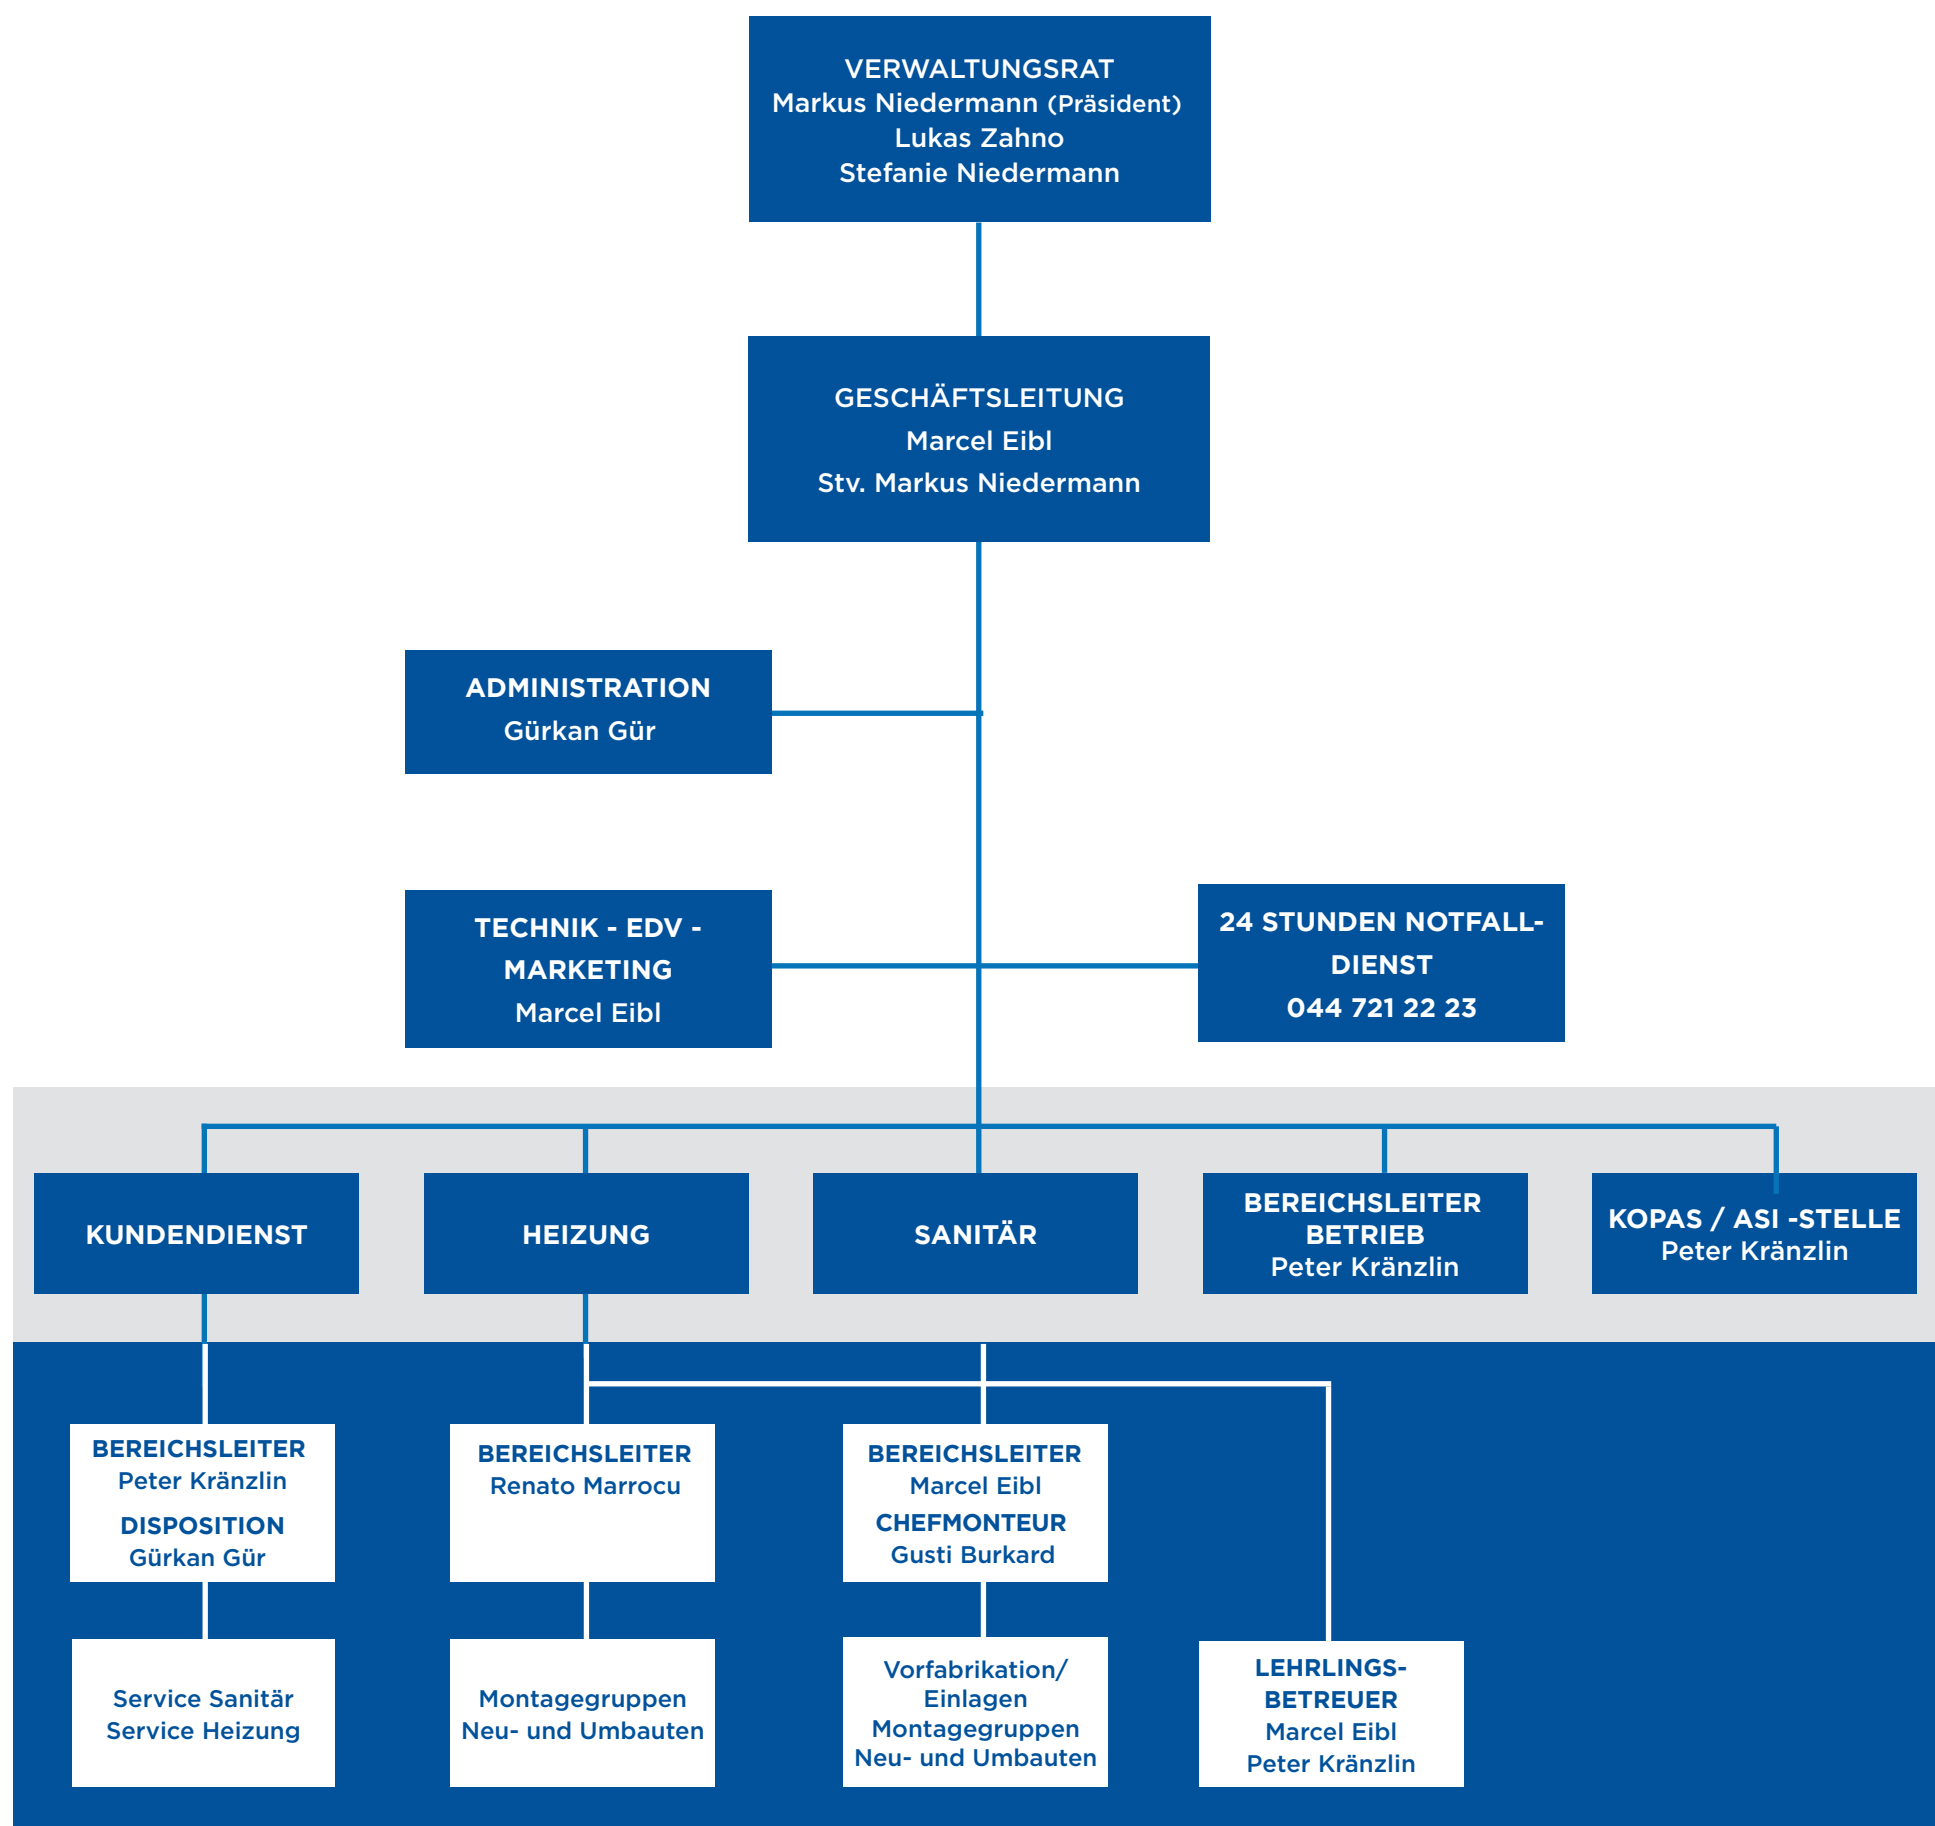 VERWALTUNGSRAT
Markus Niedermann (Präsident)
Lukas Zahno
Stefanie Niedermann
GESCHÄFTSLEITUNG
Marcel Eibl
Stv. Markus Niedermann
ADMINISTRATION
Gürkan Gür
TECHNIK - EDV -
MARKETING
Marcel Eibl
24 STUNDEN NOTFALL-
DIENST
044 721 22 23
KUNDENDIENST
HEIZUNG
SANITÄR
BEREICHSLEITER
BETRIEB
Peter Kränzlin
KOPAS / ASI -STELLE
Peter Kränzlin
BEREICHSLEITER
Peter Kränzlin
DISPOSITION
Gürkan Gür
BEREICHSLEITER
Renato Marrocu
BEREICHSLEITER
Marcel Eibl
CHEFMONTEUR
Gusti Burkard
Service Sanitär
Service Heizung
Montagegruppen
Neu- und Umbauten
Vorfabrikation/
Einlagen
Montagegruppen
Neu- und Umbauten
LEHRLINGS-
BETREUER
Marcel Eibl
Peter Kränzlin